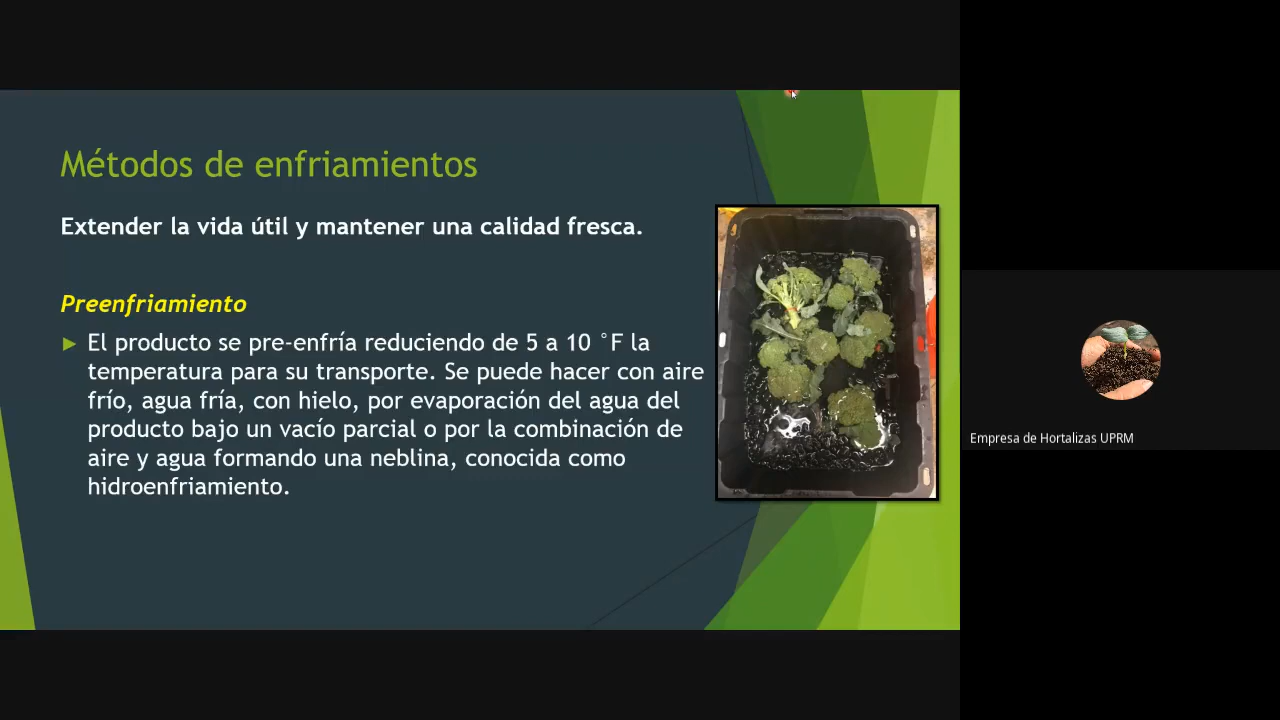 Métodos de enfriamientos
Extender la vida útil y mantener una calidad fresca.
Preenfriamiento
El producto se pre-enfría reduciendo de 5 a 10 °F la
temperatura para su transporte. Se puede hacer con aire
frío, agua fría, con hielo, por evaporación del agua del
producto bajo un vacío parcial o por la combinación de
aire y agua formando una neblina, conocida como
hidroenfriamiento.
Empresa de Hortalizas UPRM